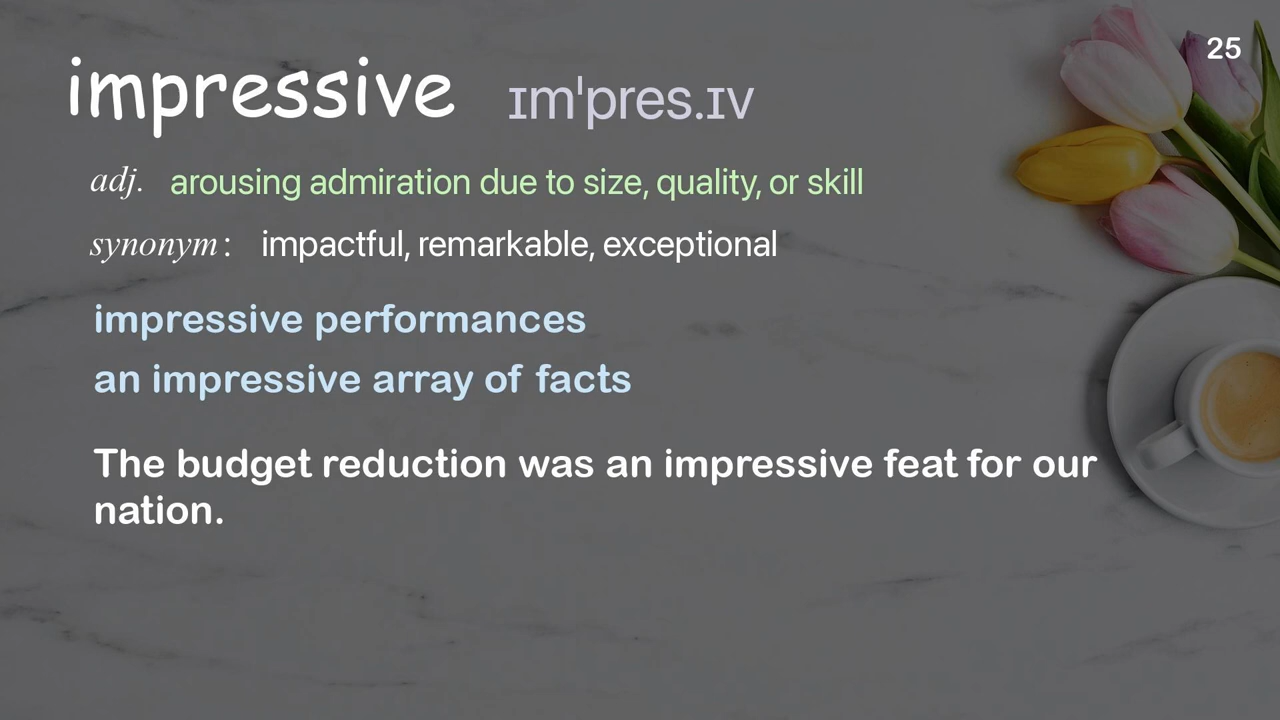 25
impressive ɪmˈpres.ɪv
adj. arousing admiration due to size, quality, or skill
synonym: impactful, remarkable, exceptional
impressive performances
an impressive array of facts
The budget reduction was an impressive feat for our
nation.